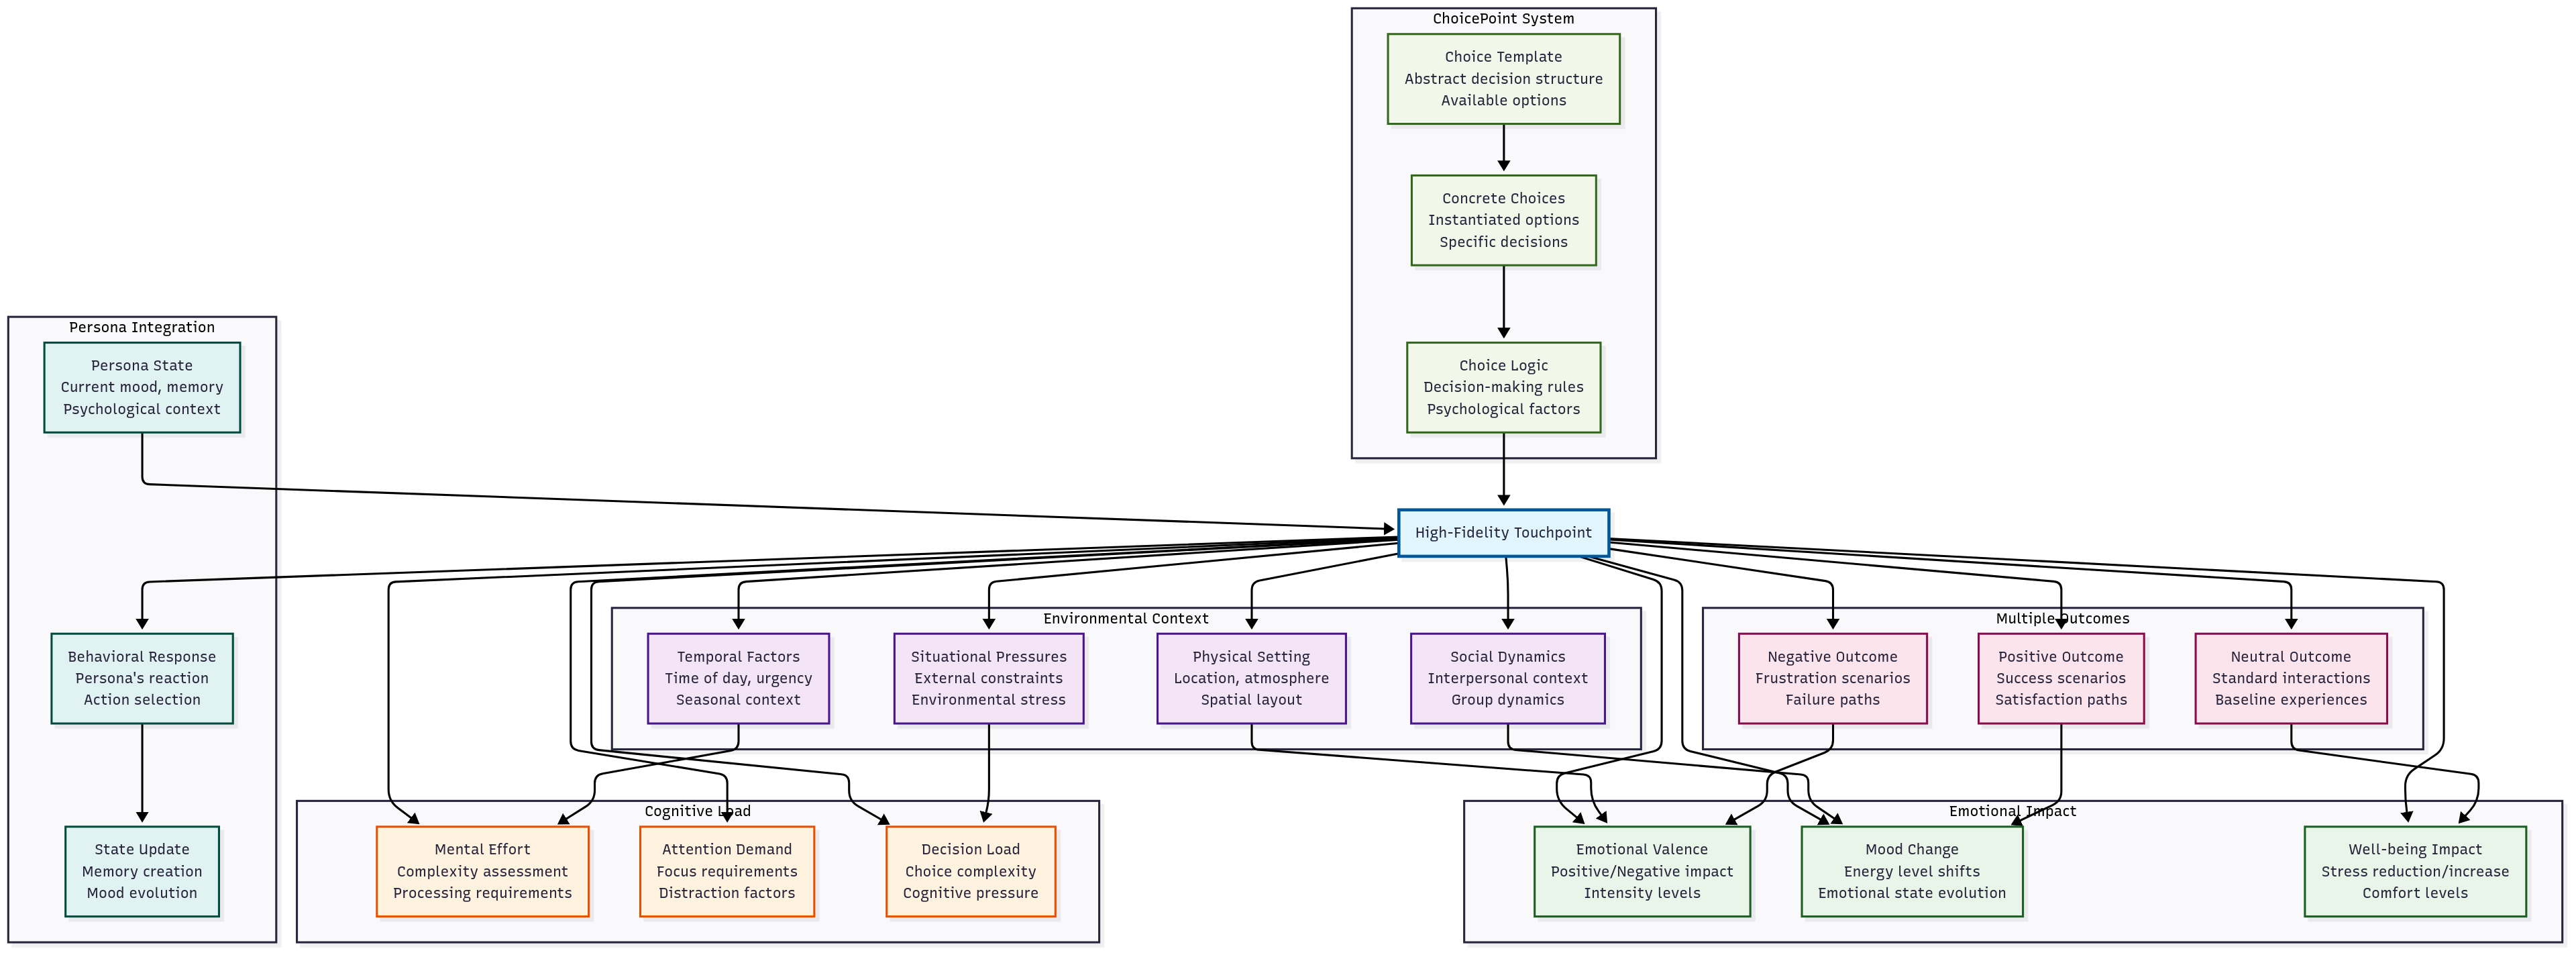 ChoicePoint System
Choice Template
Abstract decision structure
Available options
Concrete Choices
Instantiated options
Specific decisions
Choice Logic
Decision-making rules
Psychological factors
Persona Integration
Persona State
Current mood, memory
Psychological context
High-Fidelity Touchpoint
Behavioral Response
Persona's reaction
Action selection
State Update
Memory creation
Mood evolution
Environmental Context
Temporal Factors
Time of day, urgency
Seasonal context
Situational Pressures
External constraints
Environmental stress
Physical Setting
Location, atmosphere
Spatial layout
Social Dynamics
Interpersonal context
Group dynamics
Multiple Outcomes
Negative Outcome
Frustration scenarios
Failure paths
Positive Outcome
Success scenarios
Satisfaction paths
Neutral Outcome
Standard interactions
Baseline experiences
Cognitive Load
Mental Effort
Complexity assessment
Processing requirements
Attention Demand
Focus requirements
Distraction factors
Decision Load
Choice complexity
Cognitive pressure
Emotional Impact
Emotional Valence
Positive/Negative impact
Intensity levels
Mood Change
Energy level shifts
Emotional state evolution
Well-being Impact
Stress reduction/increase
Comfort levels